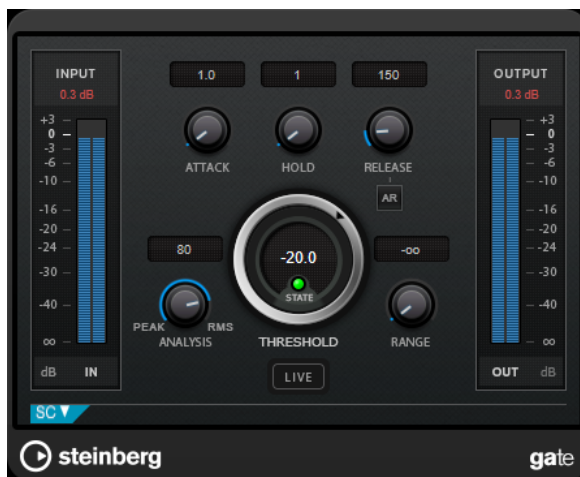 INPUT
0.3 dB
1.0
1
150
OUTPUT
0.3 dB
ATTACK
HOLD
RELEASE
AR
+3
0
-3
-6
-10
-16
-20
-24
-30
-40
∞
dB IN
80
-20.0
STATE
-∞
PEAK RMS
ANALYSIS
THRESHOLD
RANGE
LIVE
+3
0
-3
-6
-10
-16
-20
-24
-30
-40
∞
OUT dB
SC
steinberg
gate